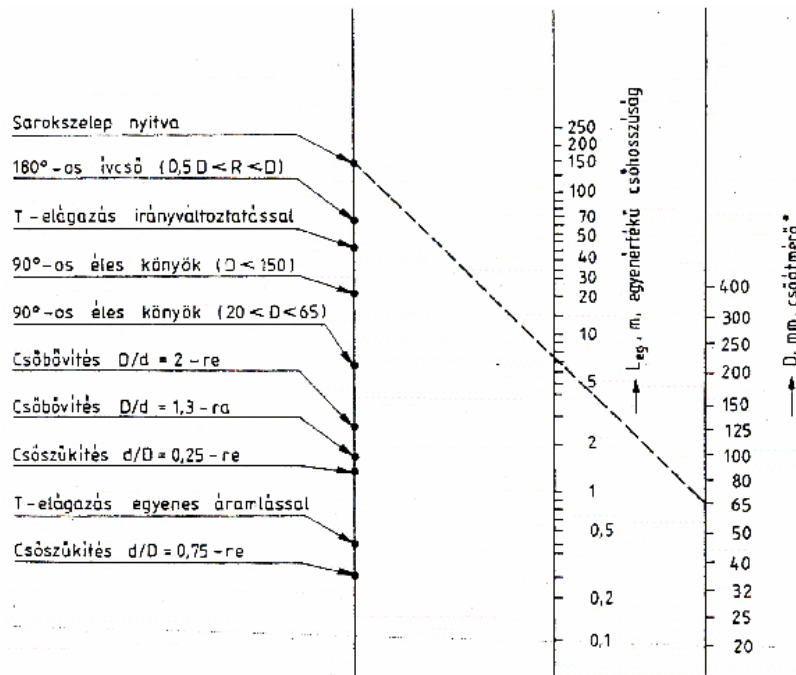 Sarokszelep nyitva
180°-os ívcső (0,5 D < R < D)
T-elágazás irányváltoztatással
90°-os éles könyök (D < 150)
90°-os éles könyök (20 < D < 65)
Csőbővítés D/d = 2-re
Csőbővítés D/d = 1,3-ra
Csőszűkítés d/D = 0,25-re
T-elágazás egyenes áramlással
Csőszűkítés d/D = 0,75-re
250
200
150
100
70
50
40
30
20
10
5
2
1
0,5
0,2
0,1
Leg, m, egyenértékű csőhosszúság
400
300
250
200
150
125
100
80
65
50
40
32
25
20
D, mm, csőátmérő*